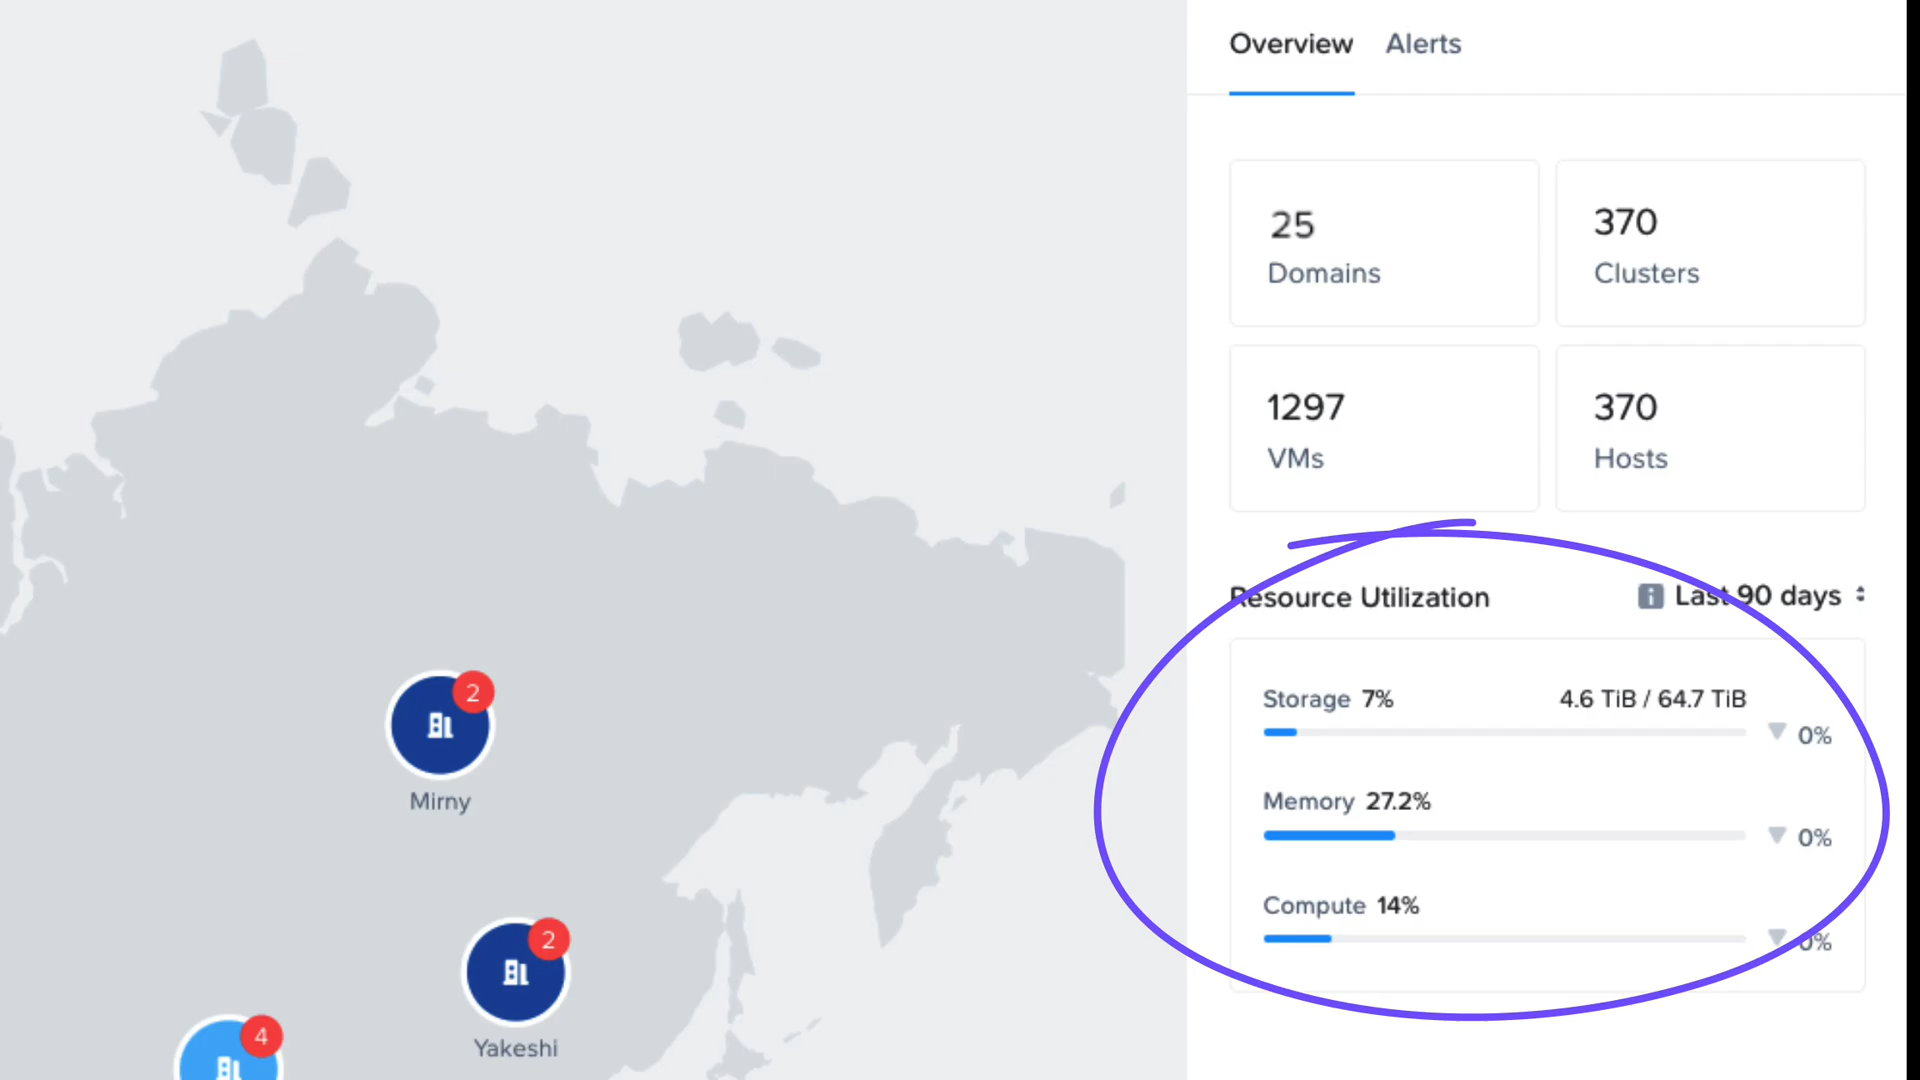 Overview
Alerts
25
Domains
370
Clusters
1297
VMs
370
Hosts
Resource Utilization
Last 90 days
Storage 7%
4.6 TiB / 64.7 TiB
0%
Memory 27.2%
0%
Compute 14%
0%
2
Mirny
2
Yakeshi
4